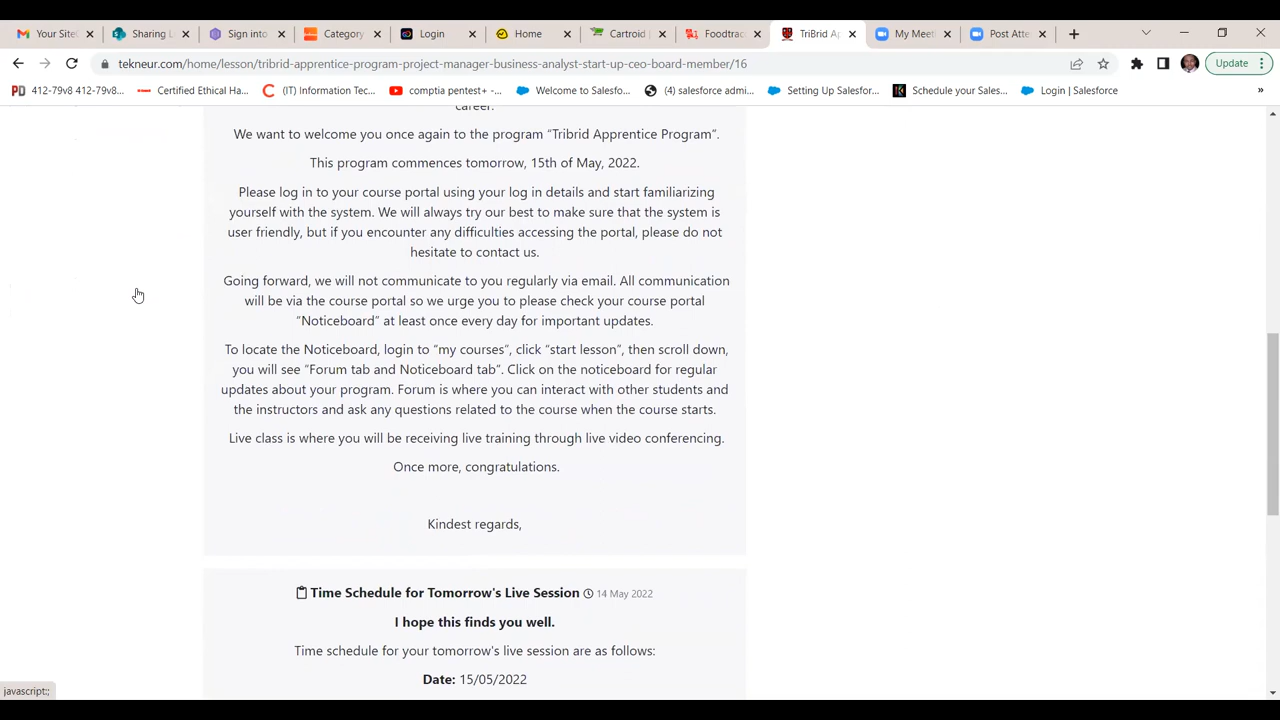 Your Site
Sharing L
Sign into
Category
Login
Home
Cartroid
Foodtrac
TriBrid Ap
My Meeti
Post Atte
tekneur.com/home/lesson/tribrid-apprentice-program-project-manager-business-analyst-start-up-ceo-board-member/16
Update
412-79v8 412-79v8...
Certified Ethical Ha...
(IT) Information Tec...
comptia pentest+ -...
Welcome to Salesfo...
(4) salesforce admi...
Setting Up Salesfor...
Schedule your Sales...
Login | Salesforce
»
career.
We want to welcome you once again to the program “Tribrid Apprentice Program”.
This program commences tomorrow, 15th of May, 2022.
Please log in to your course portal using your log in details and start familiarizing
yourself with the system. We will always try our best to make sure that the system is
user friendly, but if you encounter any difficulties accessing the portal, please do not
hesitate to contact us.
Going forward, we will not communicate to you regularly via email. All communication
will be via the course portal so we urge you to please check your course portal
“Noticeboard” at least once every day for important updates.
To locate the Noticeboard, login to “my courses”, click “start lesson”, then scroll down,
you will see “Forum tab and Noticeboard tab”. Click on the noticeboard for regular
updates about your program. Forum is where you can interact with other students and
the instructors and ask any questions related to the course when the course starts.
Live class is where you will be receiving live training through live video conferencing.
Once more, congratulations.
Kindest regards,
Time Schedule for Tomorrow's Live Session 14 May 2022
I hope this finds you well.
Time schedule for your tomorrow's live session are as follows:
Date: 15/05/2022
javascript:;